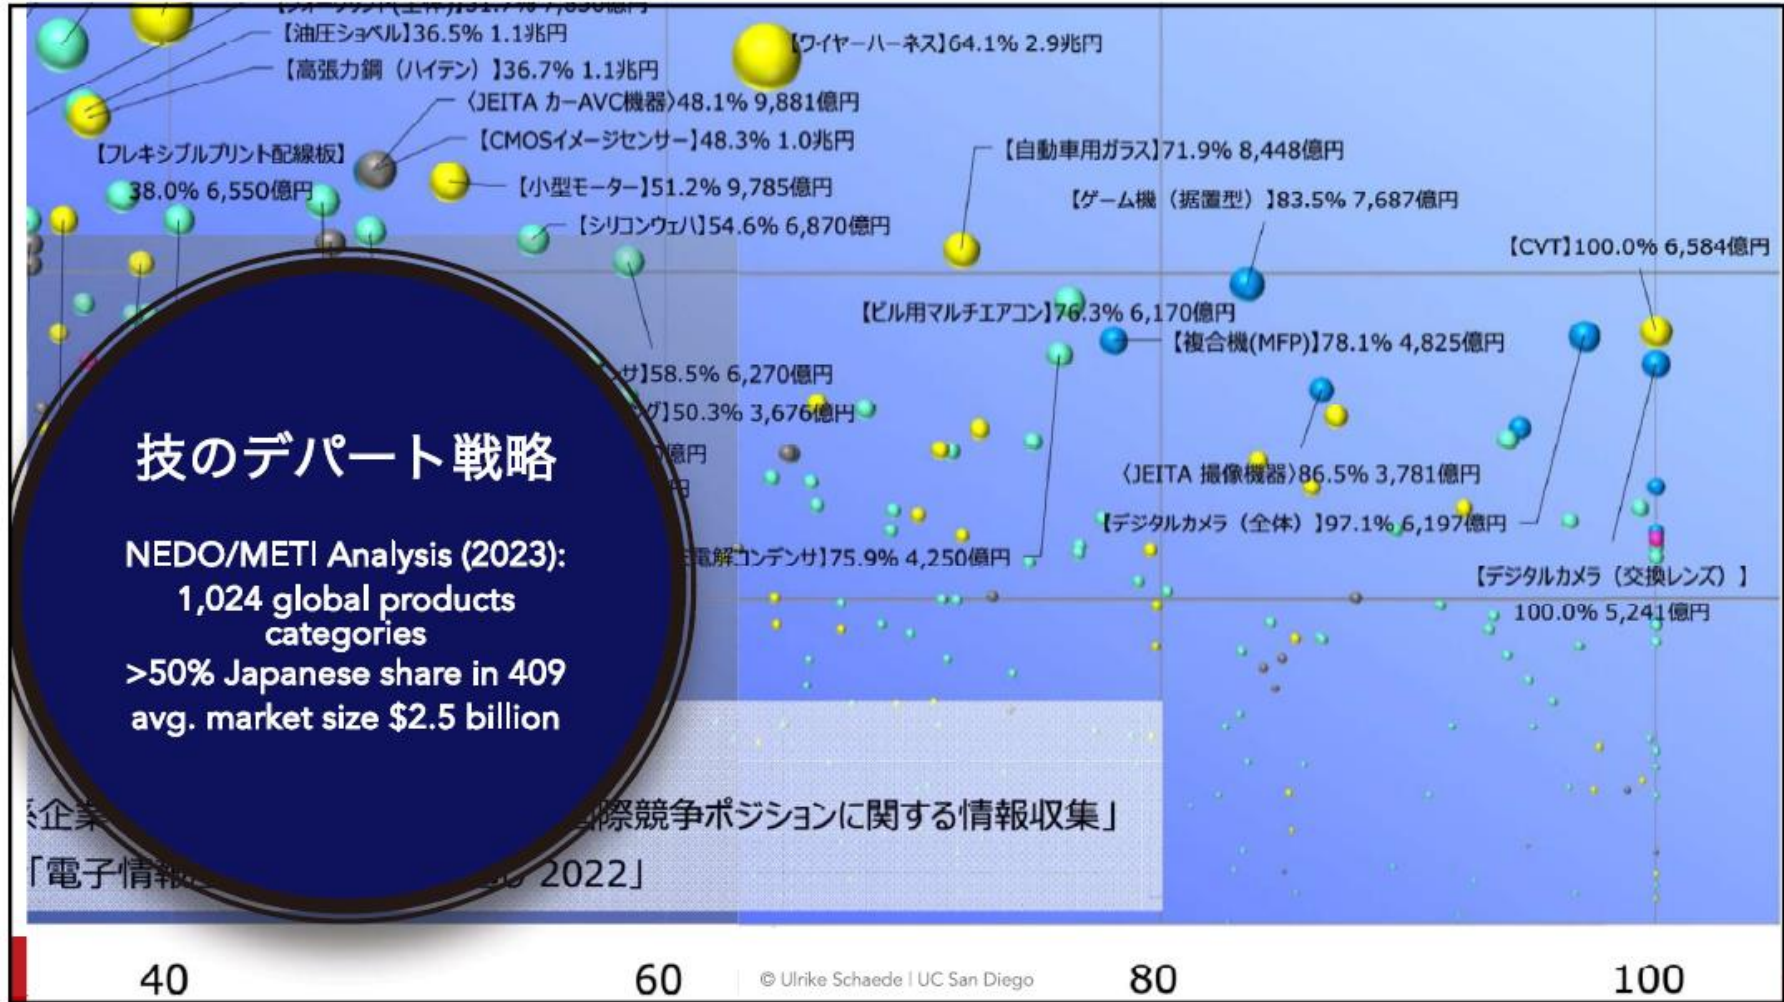 【油圧ショベル】36.5% 1.1兆円
【ワイヤーハーネス】64.1% 2.9兆円
【高張力鋼（ハイテン）】36.7% 1.1兆円
〈JEITA カーAVC機器〉48.1% 9,881億円
【CMOSイメージセンサー】48.3% 1.0兆円
【フレキシブルプリント配線板】
38.0% 6,550億円
【自動車用ガラス】71.9% 8,448億円
【小型モーター】51.2% 9,785億円
【ゲーム機（据置型）】83.5% 7,687億円
【シリコンウェハ】54.6% 6,870億円
【CVT】100.0% 6,584億円
【ビル用マルチエアコン】76.3% 6,170億円
【複合機(MFP)】78.1% 4,825億円
サ】58.5% 6,270億円
グ】50.3% 3,676億円
億円
円
〈JEITA 撮像機器〉86.5% 3,781億円
【デジタルカメラ（全体）】97.1% 6,197億円
電解コンデンサ】75.9% 4,250億円
【デジタルカメラ（交換レンズ）】
100.0% 5,241億円
技のデパート戦略
NEDO/METI Analysis (2023):
1,024 global products
categories
>50% Japanese share in 409
avg. market size $2.5 billion
系企業 国際競争ポジションに関する情報収集」
「電子情報 2022」
40 60 80 100
© Ulrike Schaede | UC San Diego